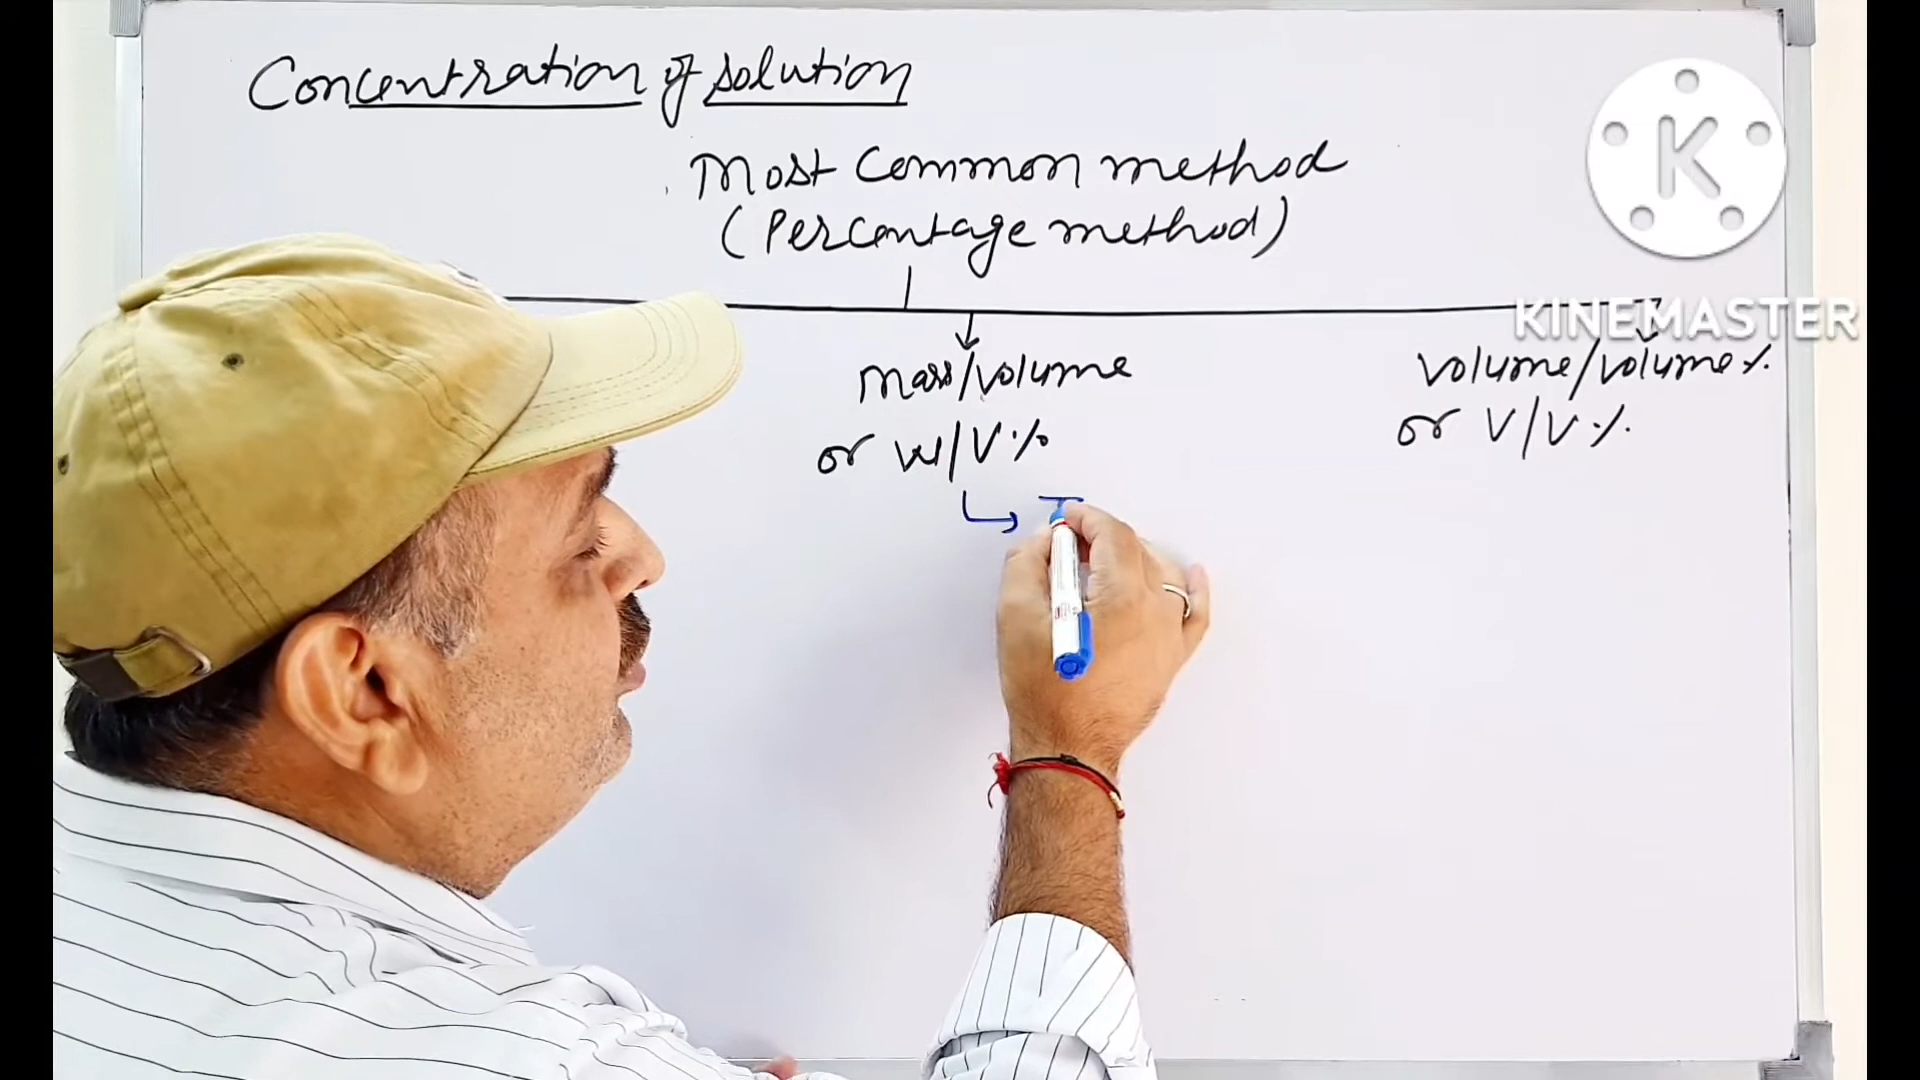 Concentration of solution
Most Common method
(Percentage method)
KINEMASTER
Mass/volume
or W/V %
volume/volume %
or V/V %